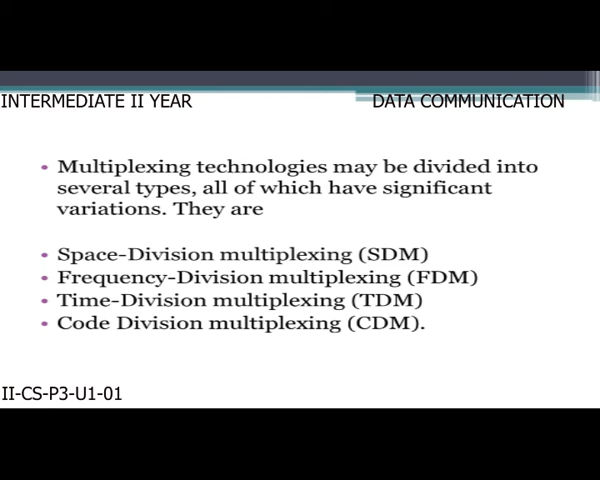 INTERMEDIATE II YEAR
DATA COMMUNICATION
• Multiplexing technologies may be divided into
several types, all of which have significant
variations. They are
• Space-Division multiplexing (SDM)
• Frequency-Division multiplexing (FDM)
• Time-Division multiplexing (TDM)
• Code Division multiplexing (CDM).
II-CS-P3-U1-01